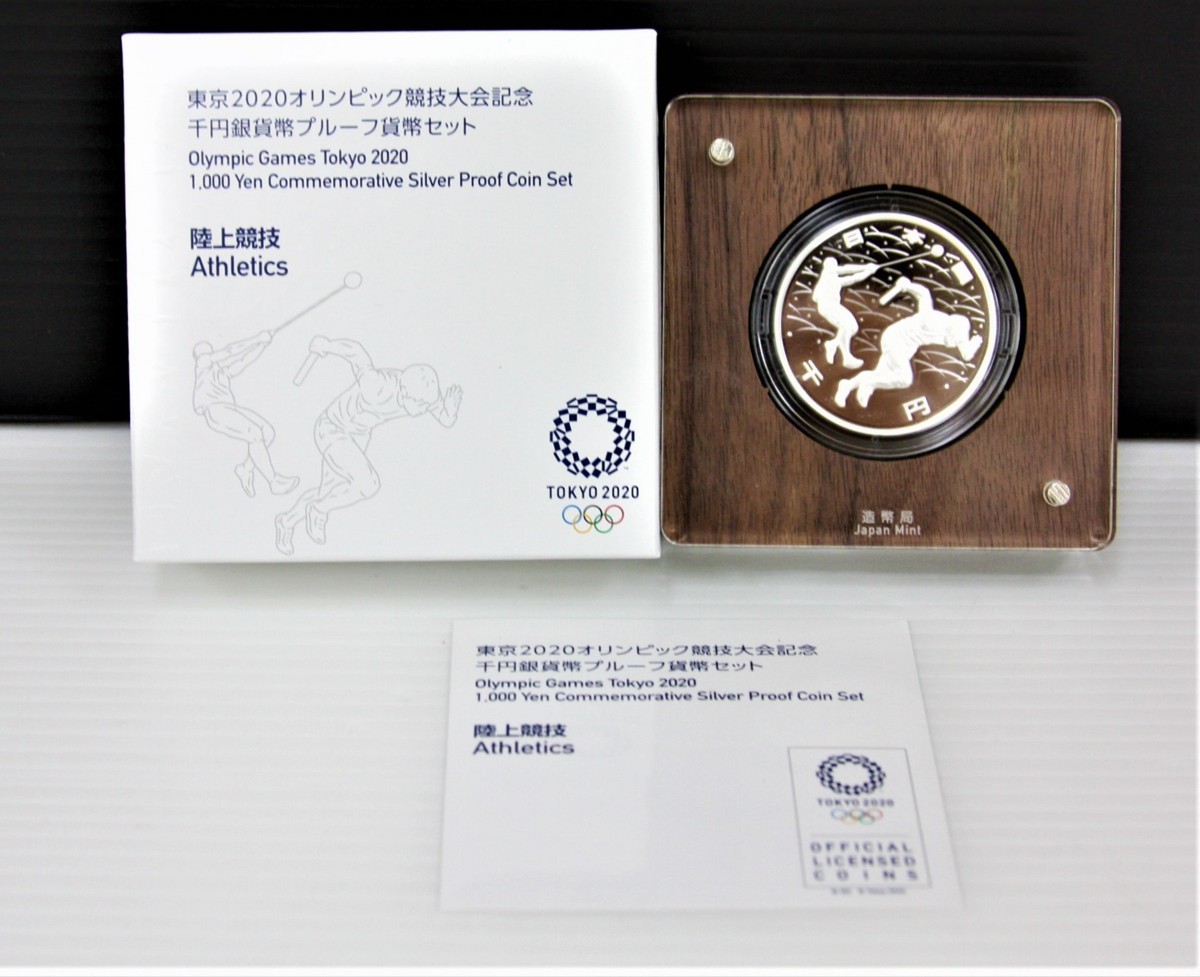 東京2020オリンピック競技大会記念
千円銀貨幣プルーフ貨幣セット
Olympic Games Tokyo 2020
1,000 Yen Commemorative Silver Proof Coin Set
陸上競技
Athletics
TOKYO 2020
日本国
千円
造幣局
Japan Mint
東京2020オリンピック競技大会記念
千円銀貨幣プルーフ貨幣セット
Olympic Games Tokyo 2020
1,000 Yen Commemorative Silver Proof Coin Set
陸上競技
Athletics
TOKYO 2020
OFFICIAL
LICENSED
COINS